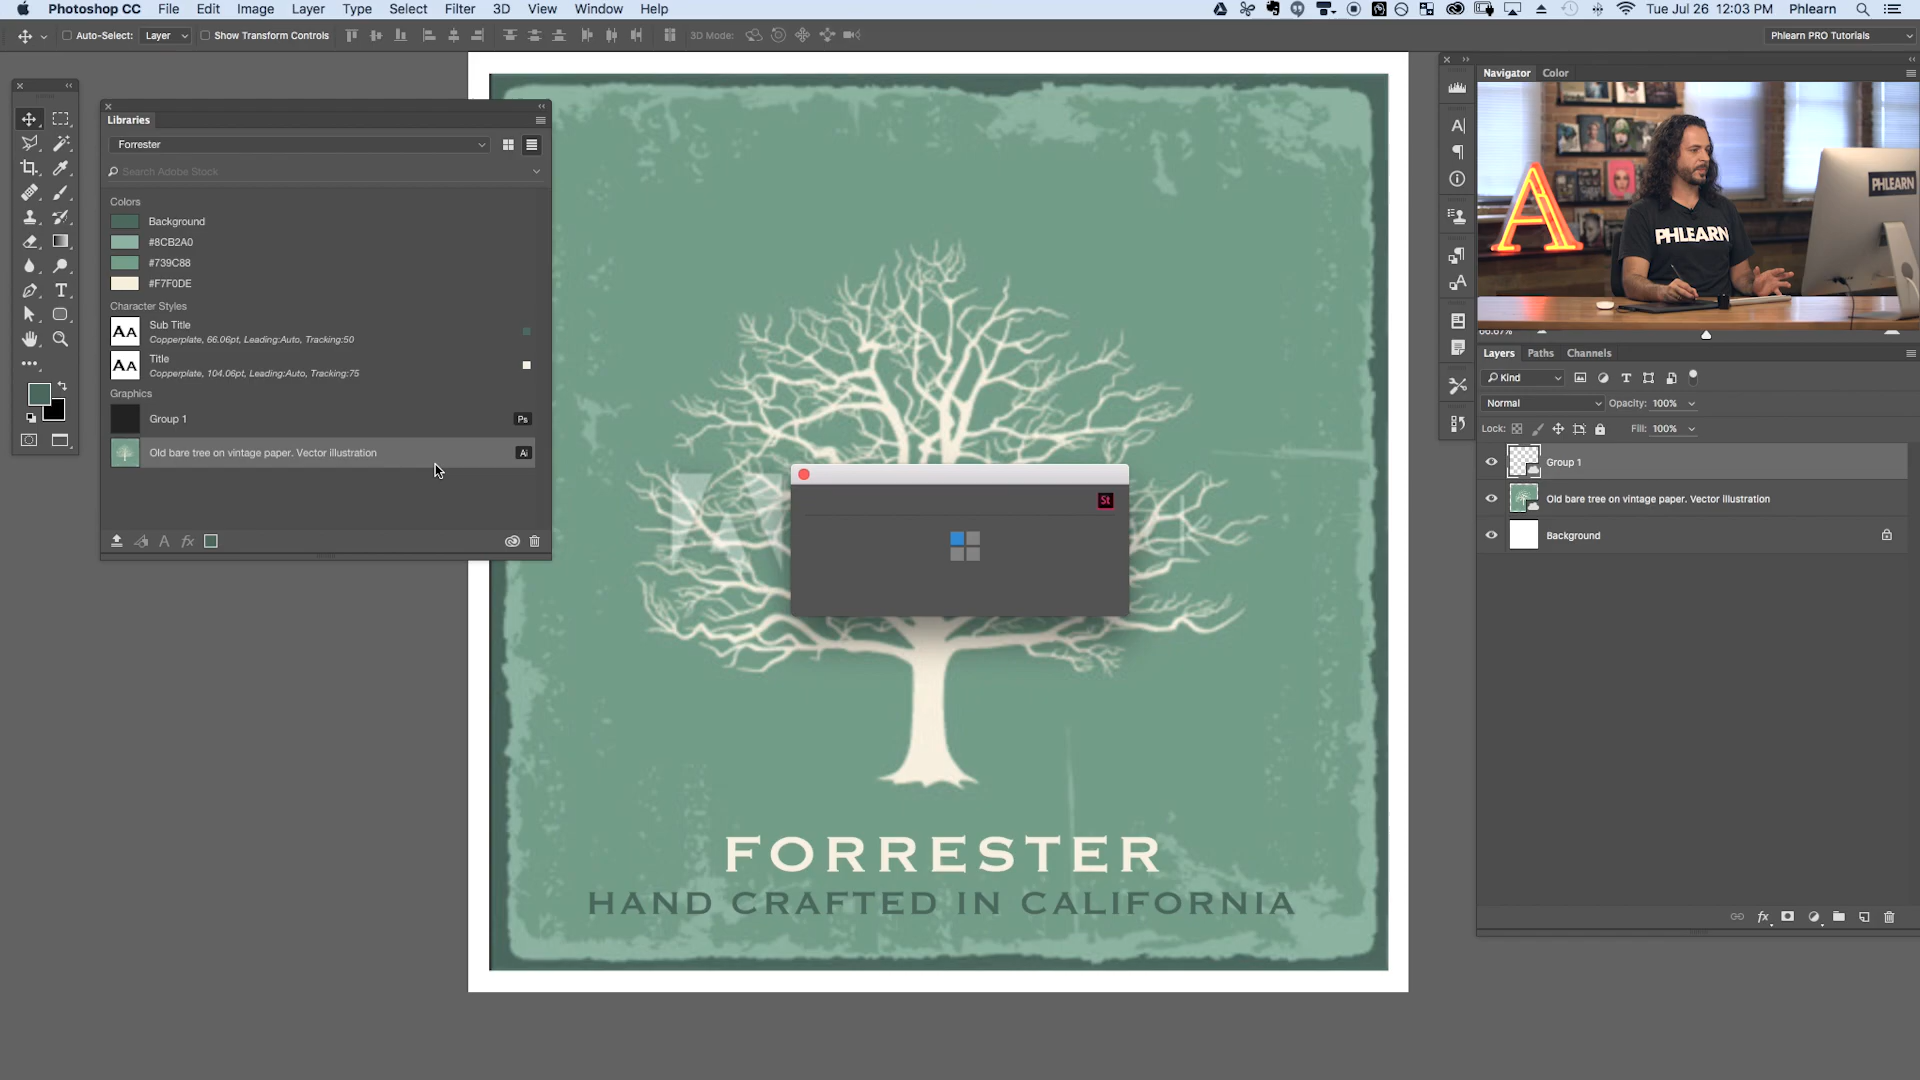 Photoshop CC File Edit Image Layer Type Select Filter 3D View Window Help Tue Jul 26 12:03 PM Phlearn
Auto-Select: Layer Show Transform Controls 3D Mode: Phlearn PRO Tutorials
Libraries
Forrester
Search Adobe Stock
Colors
Background
#8CB2A0
#739C88
#F7F0DE
Character Styles
AA Sub Title
Copperplate, 66.06pt, Leading:Auto, Tracking:50
AA Title
Copperplate, 104.06pt, Leading:Auto, Tracking:75
Graphics
Group 1 Ps
Old bare tree on vintage paper. Vector illustration Ai
St
FORRESTER
HAND CRAFTED IN CALIFORNIA
Navigator Color
PHLEARN
PHLEARN
66.67%
Layers Paths Channels
Kind
Normal Opacity: 100%
Lock: Fill: 100%
Group 1
Old bare tree on vintage paper. Vector illustration
Background